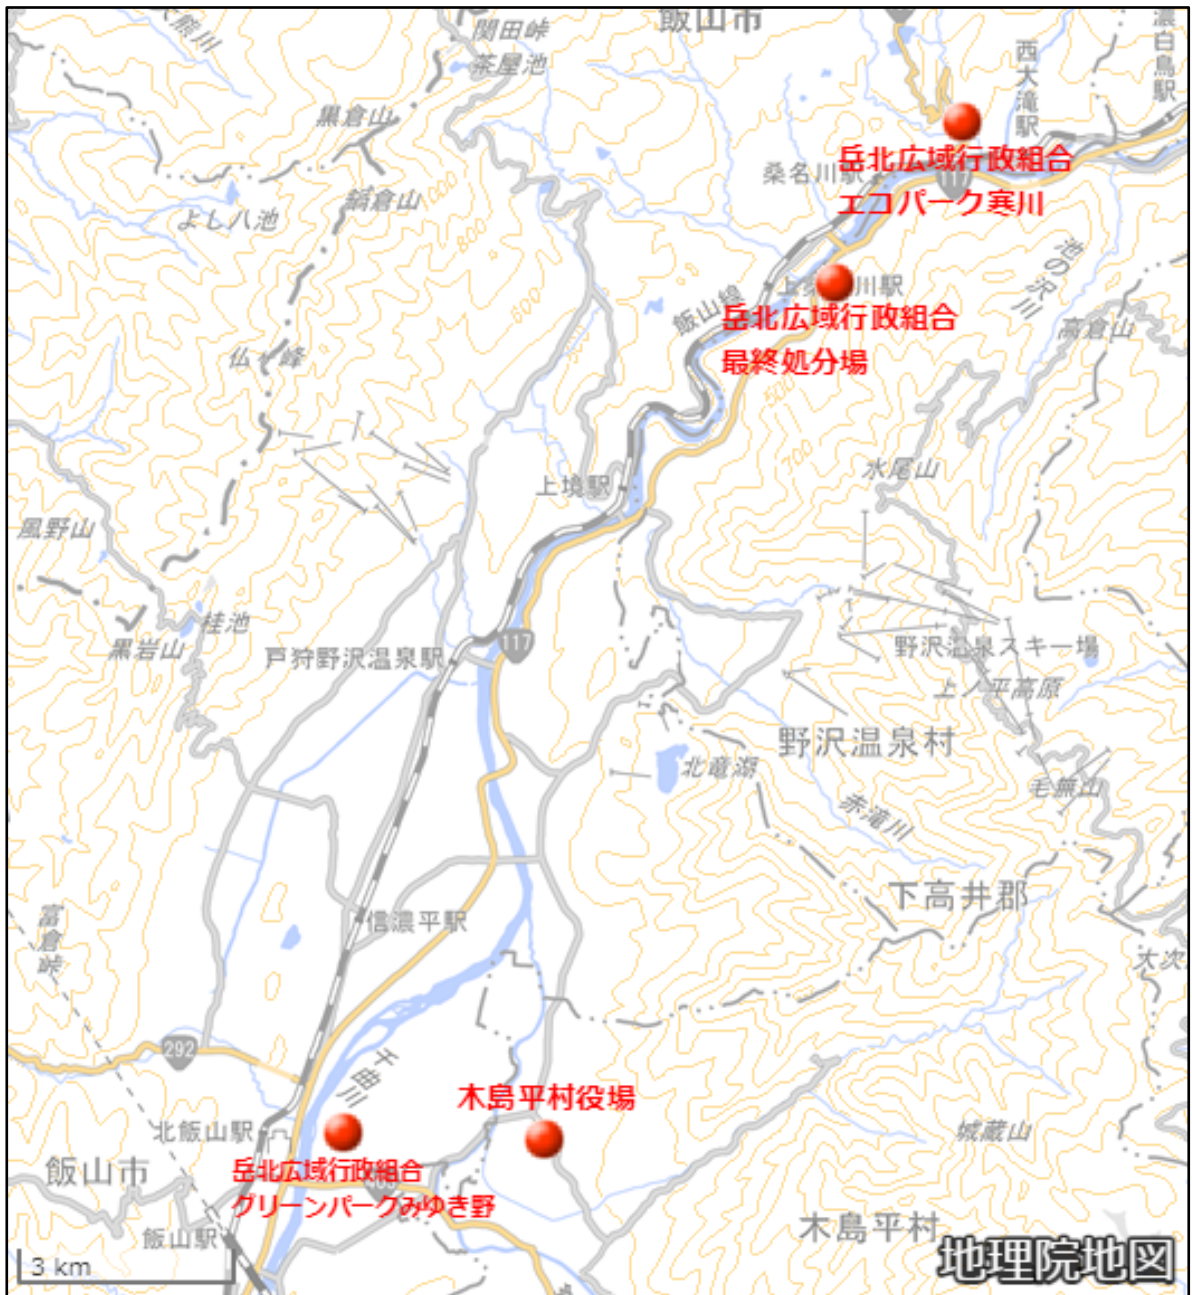 飯山市
関田峠
茶屋池
西大滝駅
黒倉山
岳北広域行政組合
エコパーク寒川
桑名川駅
117
よし八池
鍋倉山
1000
800
600
池の沢川
高倉山
飯山線
岳北広域行政組合
最終処分場
仏ヶ峰
500
700
水尾山
上境駅
風野山
桂池
黒岩山
戸狩野沢温泉駅
117
野沢温泉スキー場
上ノ平高原
野沢温泉村
北竜湖
毛無山
赤滝川
下高井郡
信濃平駅
富倉峠
大次
292
千曲川
木島平村役場
北飯山駅
城蔵山
飯山市
岳北広域行政組合
グリーンパークみゆき野
飯山駅
木島平村
地理院地図
3 km